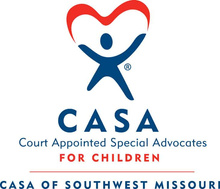 ®
CASA
Court Appointed Special Advocates
FOR CHILDREN
CASA OF SOUTHWEST MISSOURI